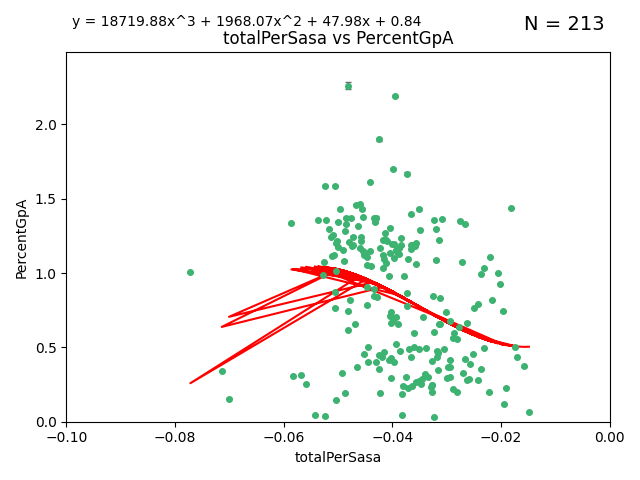 y = 18719.88x^3 + 1968.07x^2 + 47.98x + 0.84
N = 213
totalPerSasa vs PercentGpA
PercentGpA
2.0
1.5
1.0
0.5
0.0
−0.10 −0.08 −0.06 −0.04 −0.02 0.00
totalPerSasa